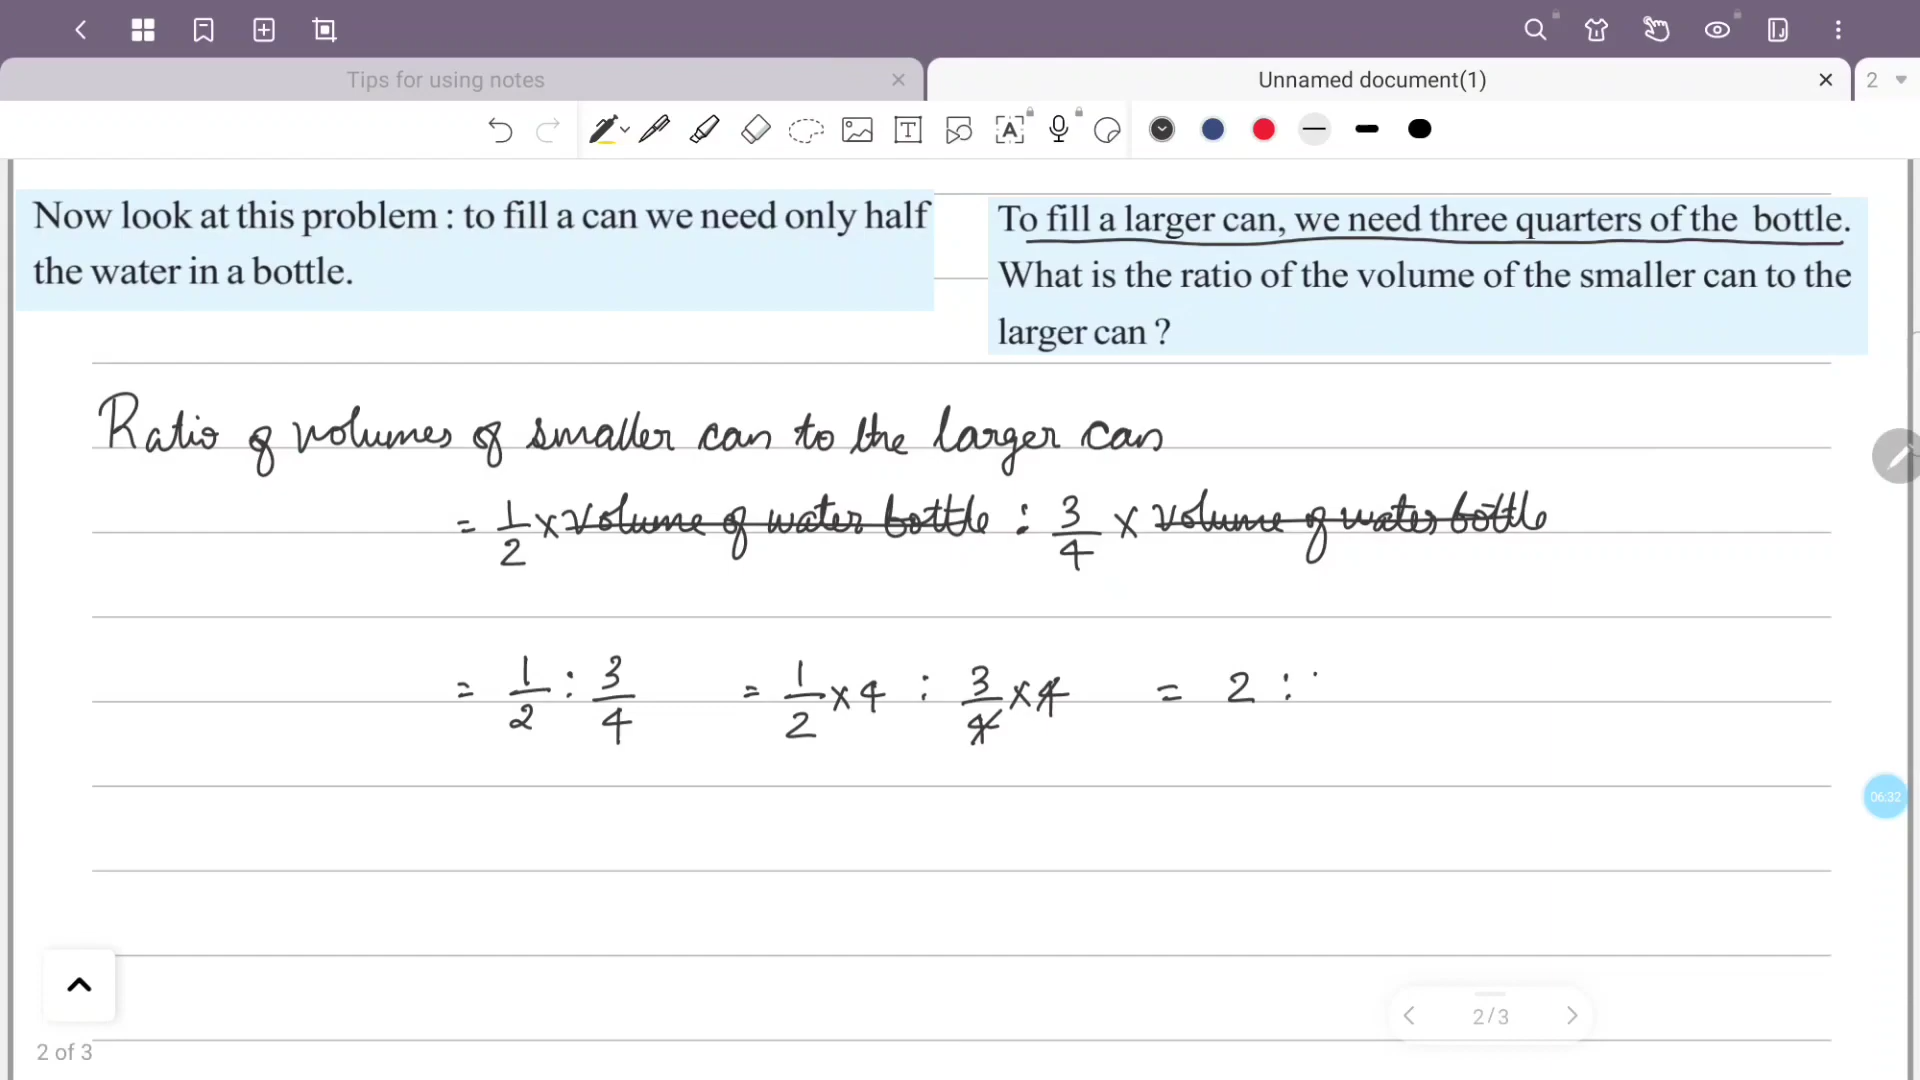 Tips for using notes
Unnamed document(1)
2
Now look at this problem : to fill a can we need only half
the water in a bottle.
To fill a larger can, we need three quarters of the bottle.
What is the ratio of the volume of the smaller can to the
larger can ?
Ratio of volumes of smaller can to the larger can
= 1/2 × volume of water bottle : 3/4 × volume of water bottle
= 1/2 : 3/4 = 1/2 × 4 : 3/4 × 4 = 2 :
06:32
2/3
2 of 3